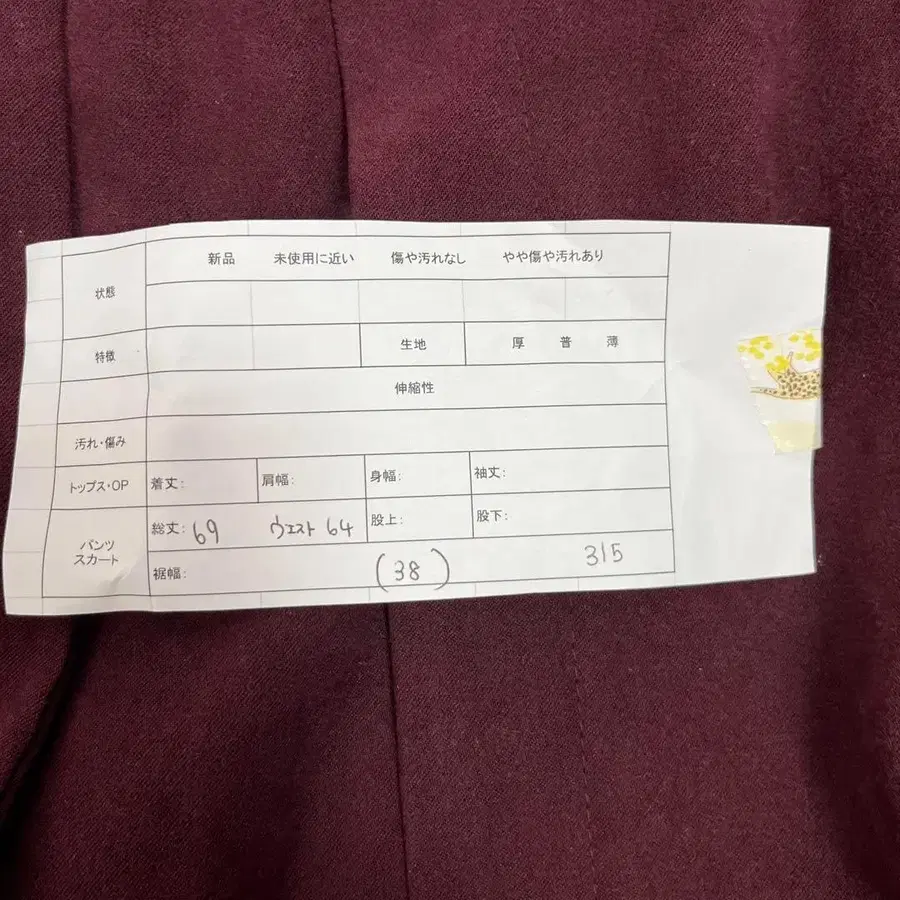 新品 未使用に近い 傷や汚れなし やや傷や汚れあり
状態
特徴 生地 厚 普 薄
伸縮性
汚れ・傷み
トップス・OP 着丈: 肩幅: 身幅: 袖丈:
パンツ
スカート
総丈: 69 ウエスト 64 股上: 股下:
裾幅: (38) 315